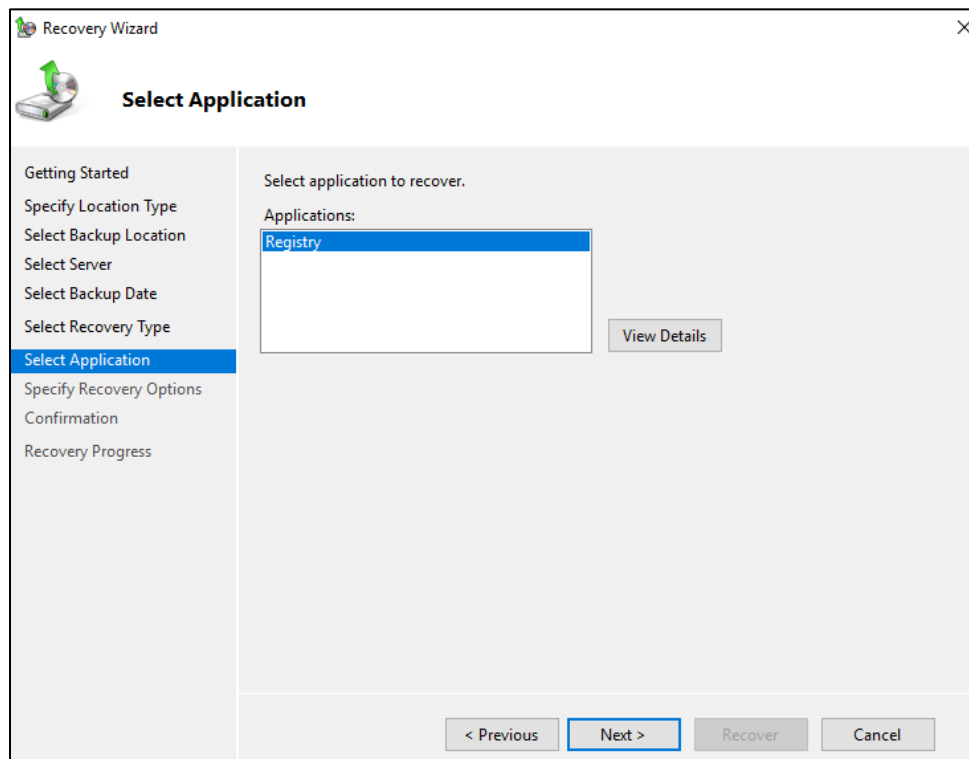 Recovery Wizard
Select Application
Getting Started
Specify Location Type
Select Backup Location
Select Server
Select Backup Date
Select Recovery Type
Select Application
Specify Recovery Options
Confirmation
Recovery Progress
Select application to recover.
Applications:
Registry
View Details
< Previous
Next >
Recover
Cancel